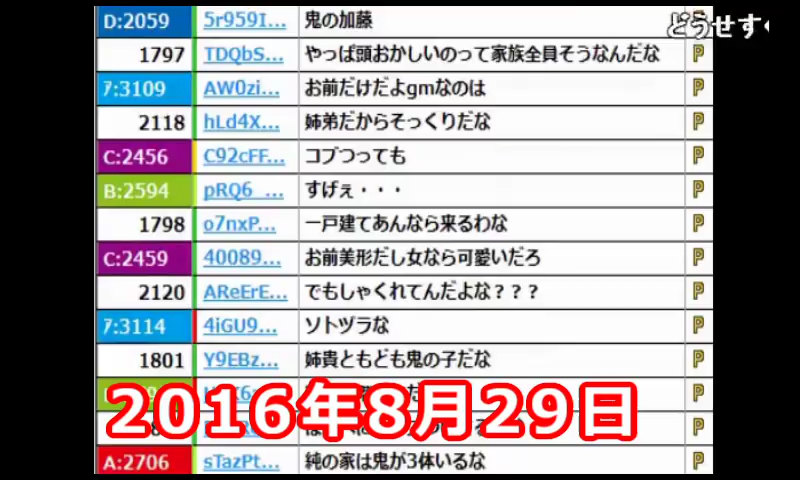 どうせす
D:2059 5r959I... 鬼の加藤
1797 TDQbS... やっぱ頭おかしいのって家族全員そうなんだな P
ｱ:3109 AW0zi... お前だけだよgmなのは P
2118 hLd4X... 姉弟だからそっくりだな P
C:2456 C92cFF... コブつっても P
B:2594 pRQ6_... すげぇ・・・ P
1798 o7nxP... 一戸建てあんなら来るわな P
C:2459 40089... お前美形だし女なら可愛いだろ P
2120 AReErE... でもしゃくれてんだよな？？？ P
ｱ:3114 4iGU9... ソトヅラな P
1801 Y9EBz... 姉貴ともども鬼の子だな P
2016年8月29日
A:2706 sTazPt... 純の家は鬼が3体いるな P